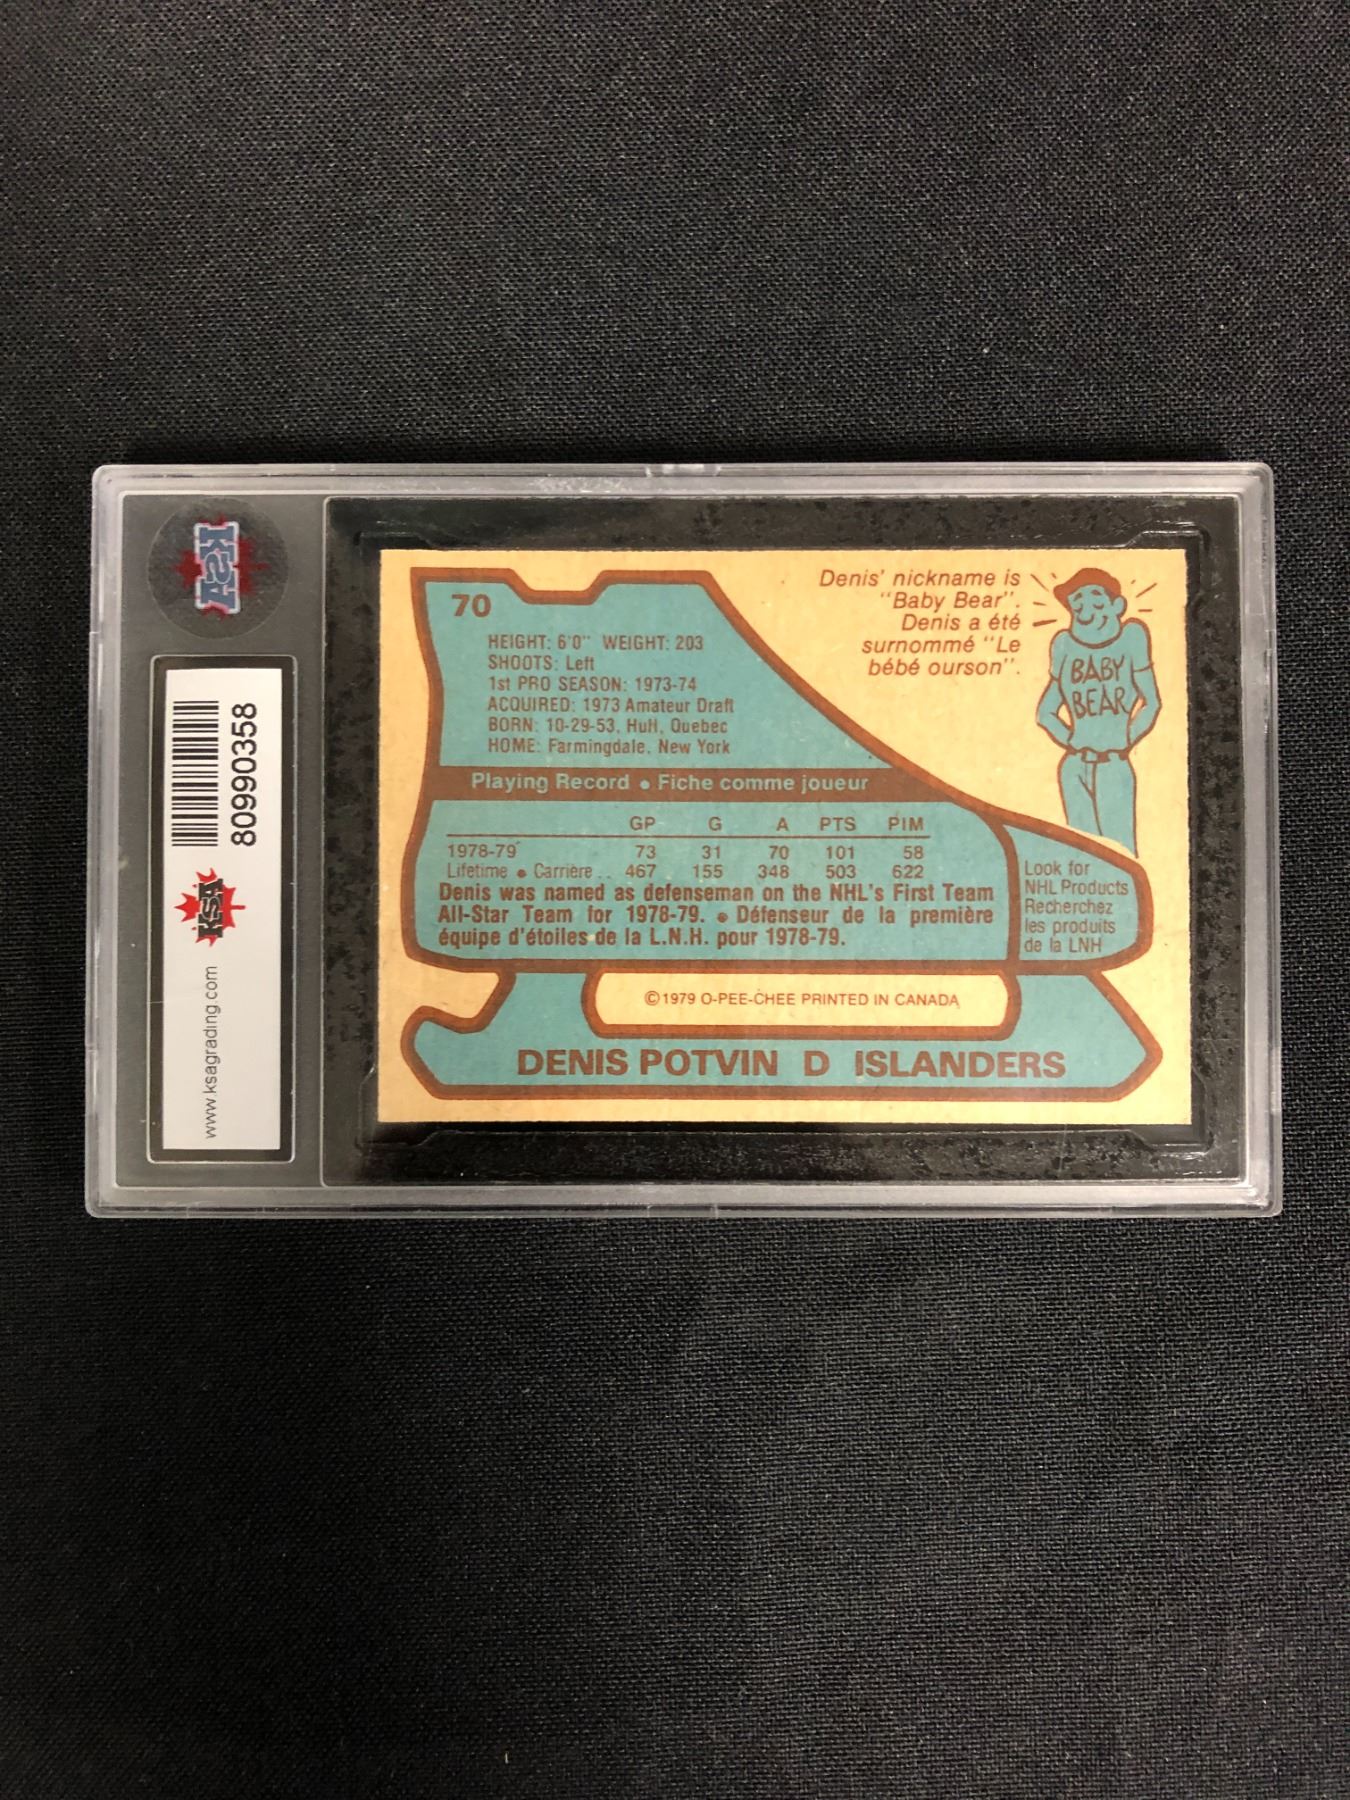 KSA
80990358
KSA
www.ksagrading.com
70
HEIGHT: 6'0" WEIGHT: 203
SHOOTS: Left
1st PRO SEASON: 1973-74
ACQUIRED: 1973 Amateur Draft
BORN: 10-29-53, Hull, Quebec
HOME: Farmingdale, New York
Denis' nickname is
"Baby Bear".
Denis a été
surnommé "Le
bébé ourson".
BABY
BEAR
Playing Record • Fiche comme joueur
GP G A PTS PIM
1978-79 73 31 70 101 58
Lifetime • Carrière .. 467 155 348 503 622
Denis was named as defenseman on the NHL's First Team
All-Star Team for 1978-79. • Défenseur de la première
équipe d'étoiles de la L.N.H. pour 1978-79.
Look for
NHL Products
Recherchez
les produits
de la LNH
©1979 O-PEE-CHEE PRINTED IN CANADA
DENIS POTVIN D ISLANDERS